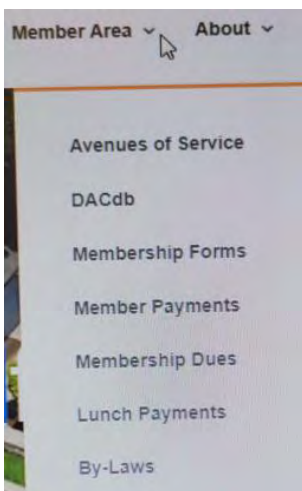 Member Area
About
Avenues of Service
DACdb
Membership Forms
Member Payments
Membership Dues
Lunch Payments
By-Laws